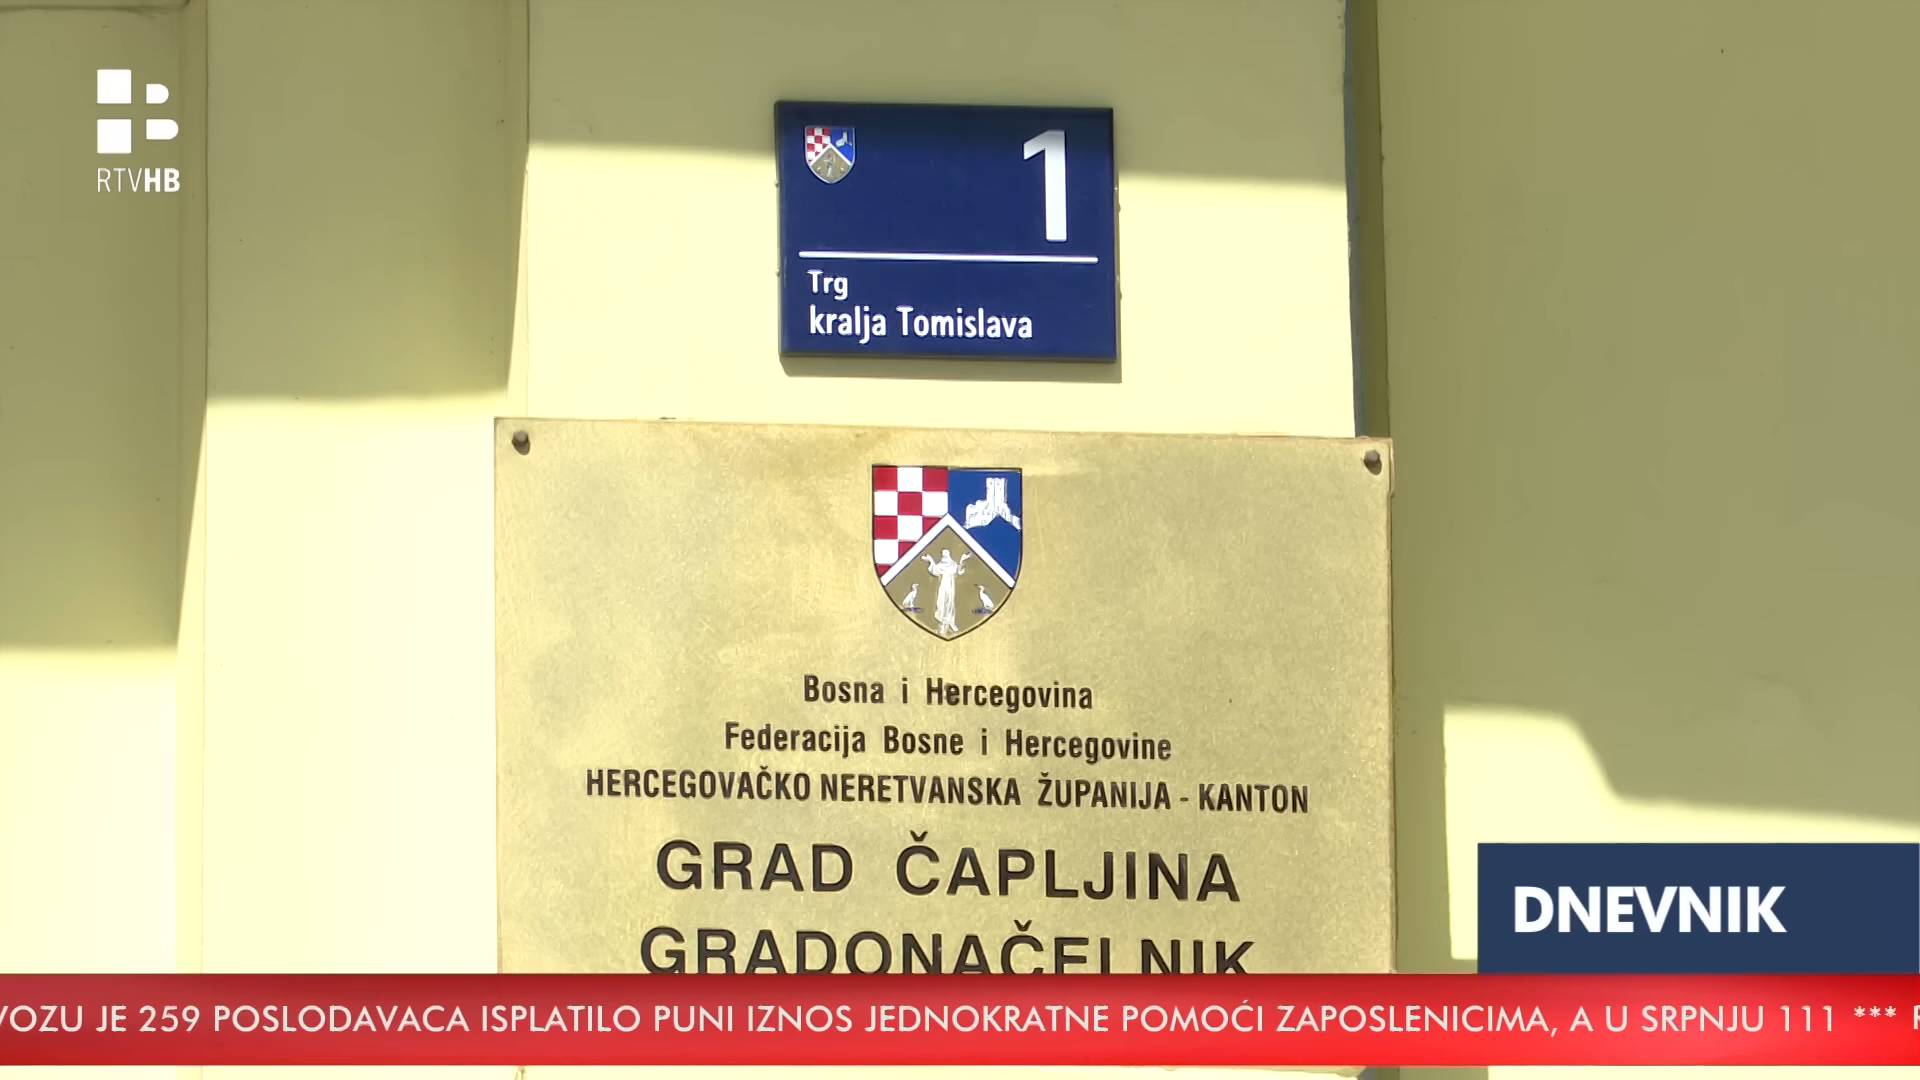 RTVHB
1
Trg
kralja Tomislava
Bosna i Hercegovina
Federacija Bosne i Hercegovine
HERCEGOVAČKO NERETVANSKA ŽUPANIJA - KANTON
GRAD ČAPLJINA
GRADONAČELNIK
DNEVNIK
JE 259 POSLODAVACA ISPLATILO PUNI IZNOS JEDNOKRATNE POMOĆI ZAPOSLENICIMA, A U SRPNJU 111 ***